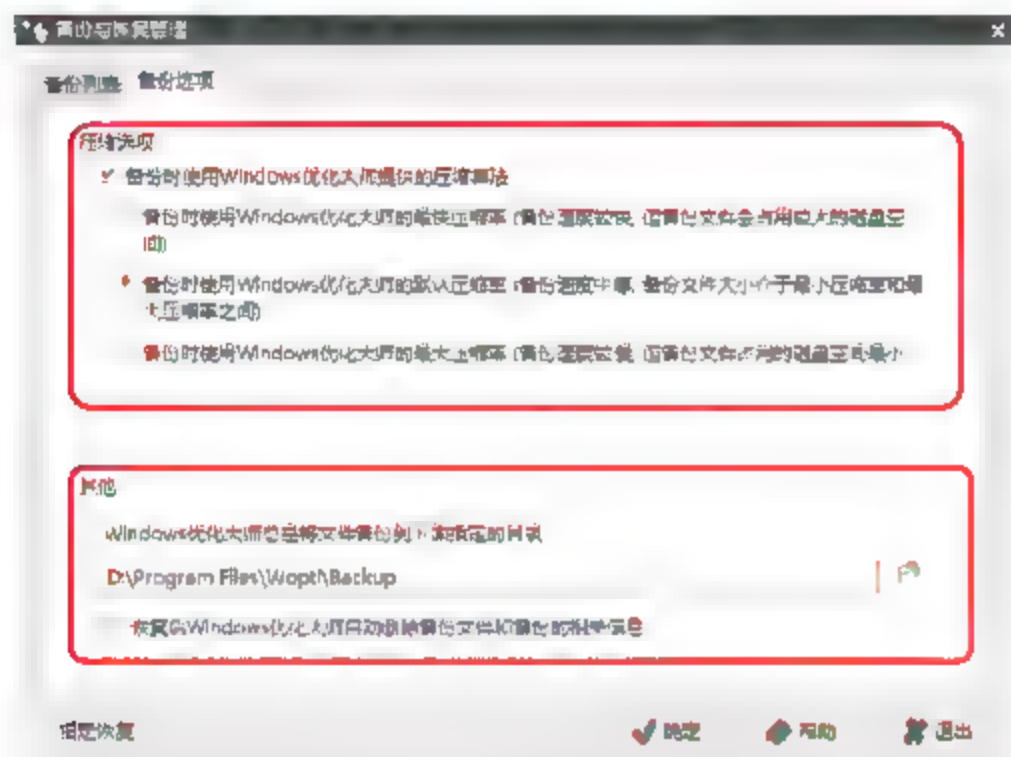 备份与恢复管理
备份列表 备份选项
压缩选项
备份时使用Windows优化大师提供的压缩算法
备份时使用Windows优化大师的最快压缩率(备份速度较快,但备份文件会占用较大的磁盘空
间)
备份时使用Windows优化大师的默认压缩率(备份速度中等,备份文件大小介于最小压缩率和最
大压缩率之间)
备份时使用Windows优化大师的最大压缩率(备份速度较慢,但备份文件占用的磁盘空间最小
其他
Windows优化大师总是将文件备份到下列指定的目录
D:\Program Files\Wopti\Backup
恢复后Windows优化大师自动删除备份文件和备份的相关信息
指定恢复 确定 帮助 退出